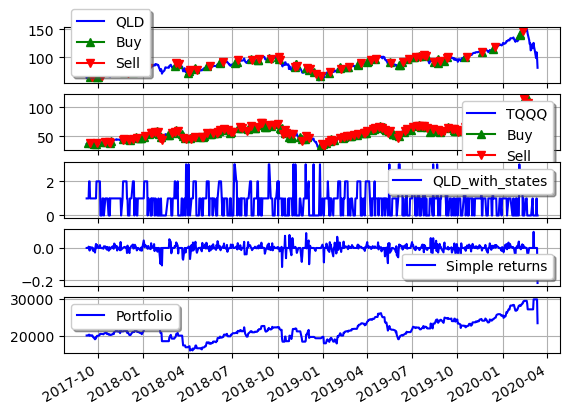 QLD
Buy
Sell
150
100
TQQQ
Buy
Sell
100
50
QLD_with_states
2
0
Simple returns
0.0
−0.2
Portfolio
30000
20000
2017-10 2018-01 2018-04 2018-07 2018-10 2019-01 2019-04 2019-07 2019-10 2020-01 2020-04